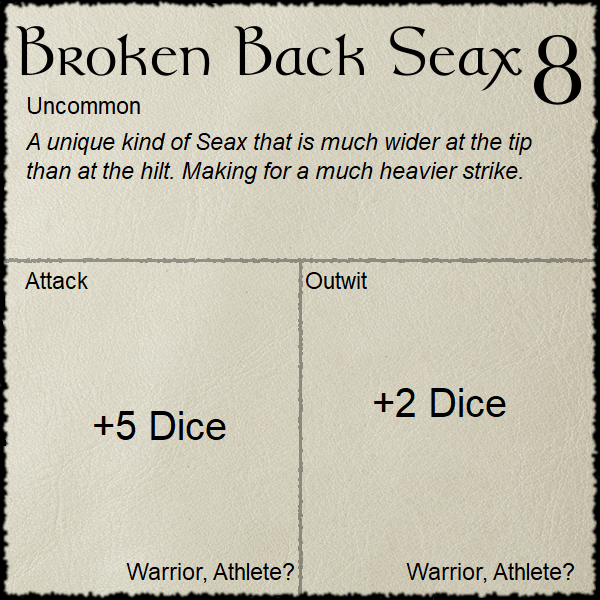 Broken Back Seax 8
Uncommon
A unique kind of Seax that is much wider at the tip
than at the hilt. Making for a much heavier strike.
Attack
+5 Dice
Warrior, Athlete?
Outwit
+2 Dice
Warrior, Athlete?